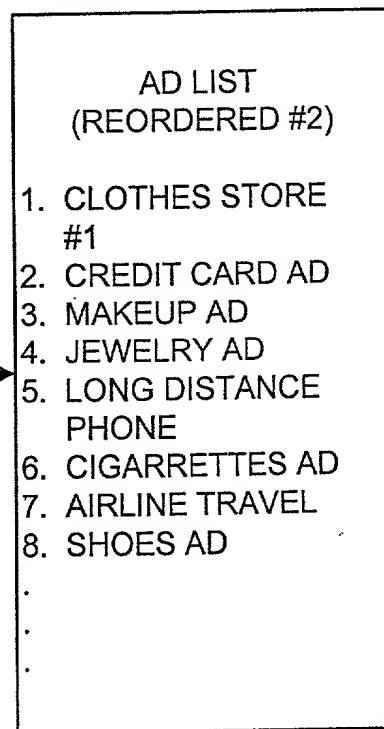 AD LIST
(REORDERED #2)
1. CLOTHES STORE
#1
2. CREDIT CARD AD
3. MAKEUP AD
4. JEWELRY AD
5. LONG DISTANCE
PHONE
6. CIGARRETTES AD
7. AIRLINE TRAVEL
8. SHOES AD
.
.
.